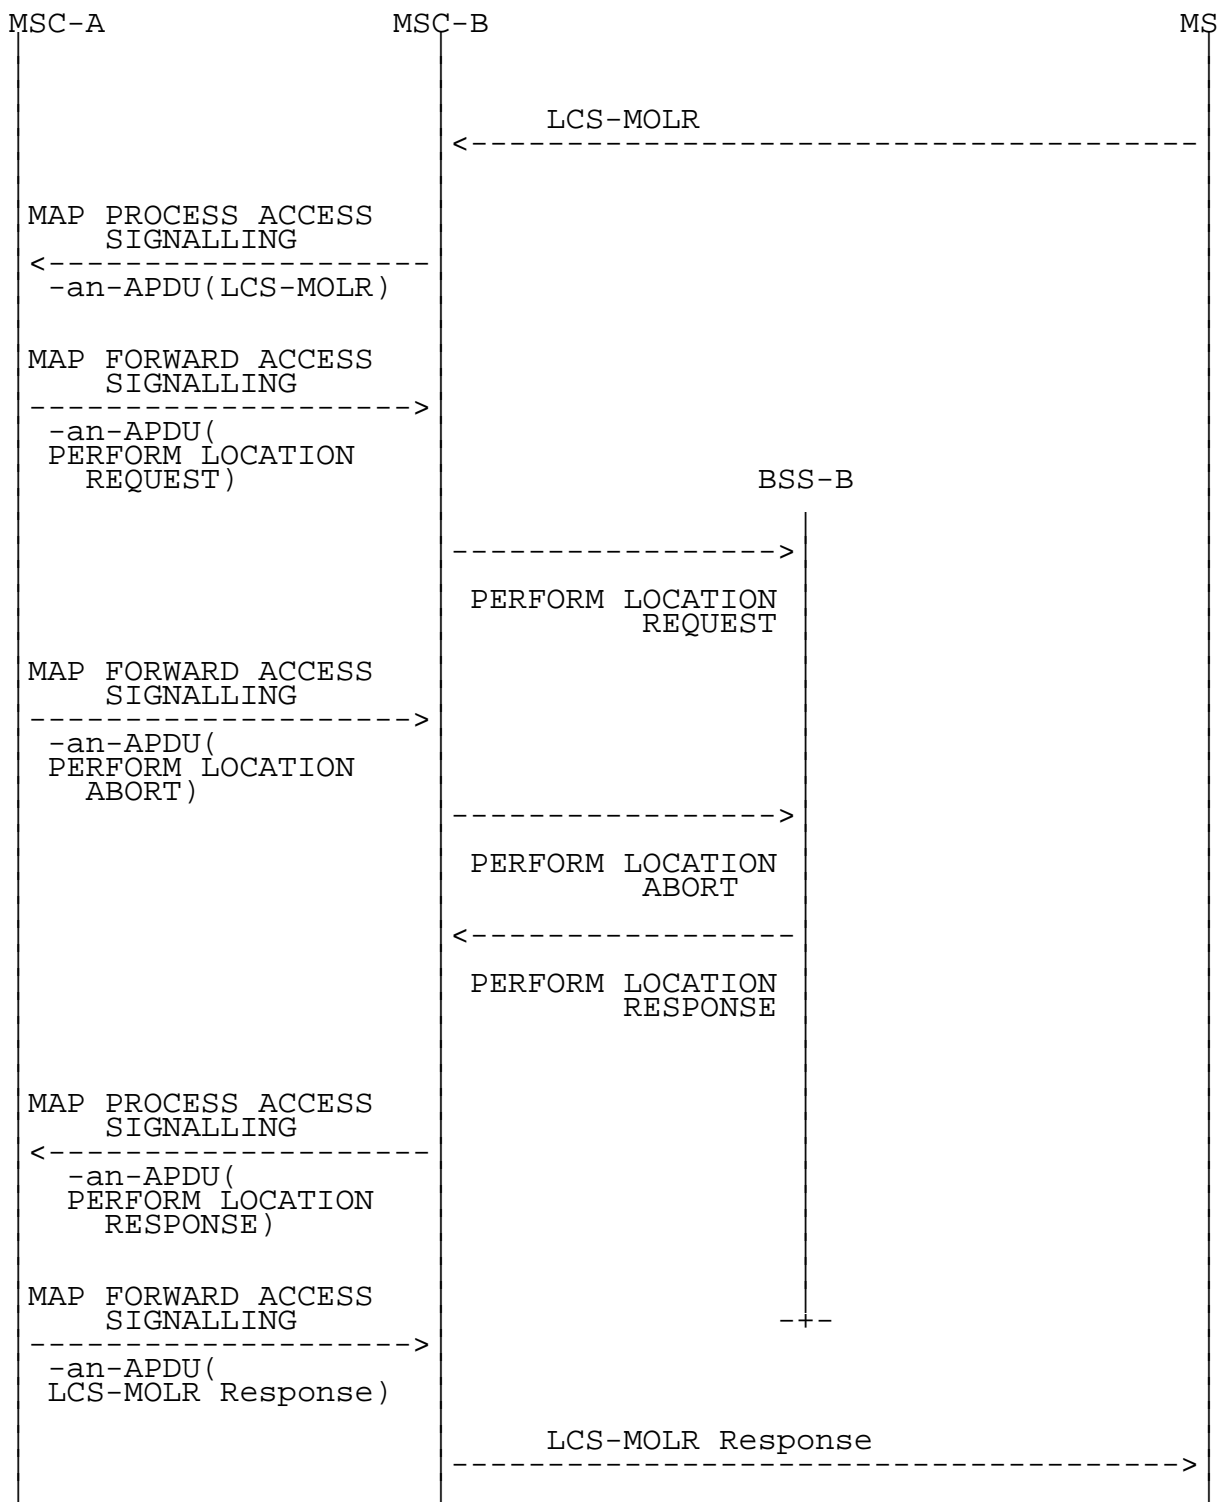 MSC-A MSC-B MS
LCS-MOLR
<--------------------------------------
MAP PROCESS ACCESS
SIGNALLING
<--------------------
-an-APDU(LCS-MOLR)
MAP FORWARD ACCESS
SIGNALLING
-------------------->
-an-APDU(
PERFORM LOCATION
REQUEST)
BSS-B
----------------->
PERFORM LOCATION
REQUEST
MAP FORWARD ACCESS
SIGNALLING
-------------------->
-an-APDU(
PERFORM LOCATION
ABORT)
----------------->
PERFORM LOCATION
ABORT
<-----------------
PERFORM LOCATION
RESPONSE
MAP PROCESS ACCESS
SIGNALLING
<--------------------
-an-APDU(
PERFORM LOCATION
RESPONSE)
MAP FORWARD ACCESS
SIGNALLING
-+-
-------------------->
-an-APDU(
LCS-MOLR Response)
LCS-MOLR Response
-------------------------------------->